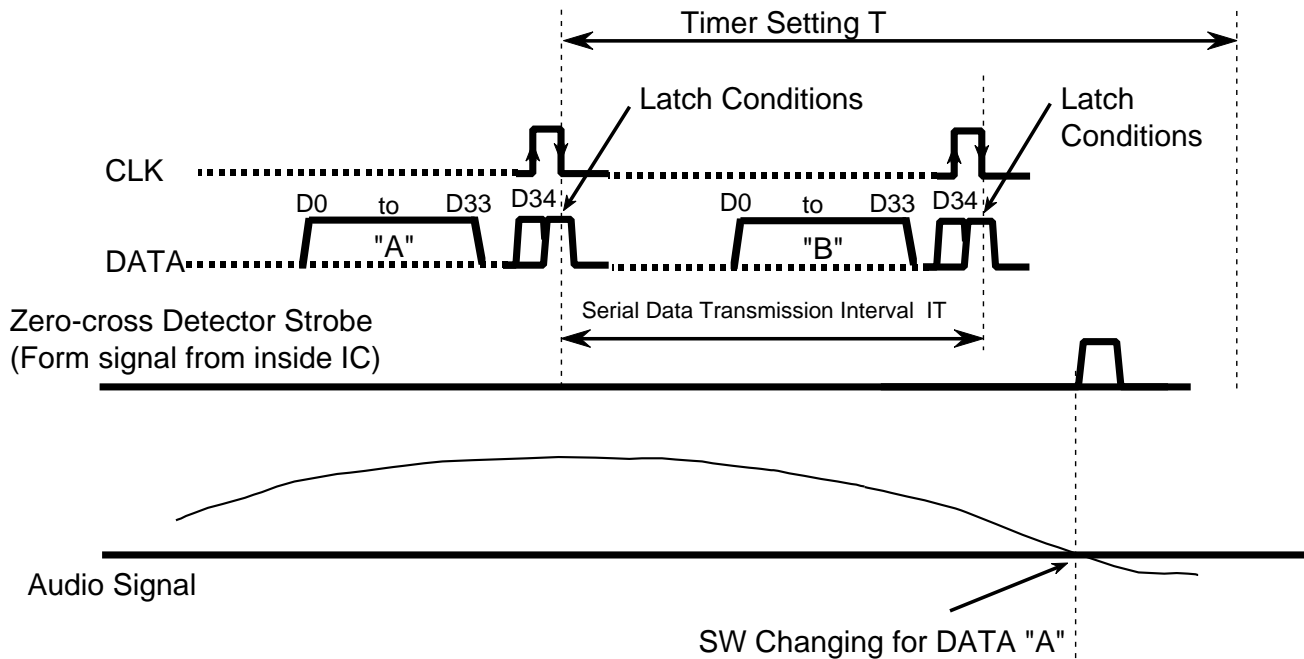 Timer Setting T
Latch Conditions
Latch
Conditions
CLK
D0 to D33 D34 D0 to D33 D34
"A" "B"
DATA
Serial Data Transmission Interval IT
Zero-cross Detector Strobe
(Form signal from inside IC)
Audio Signal
SW Changing for DATA "A"